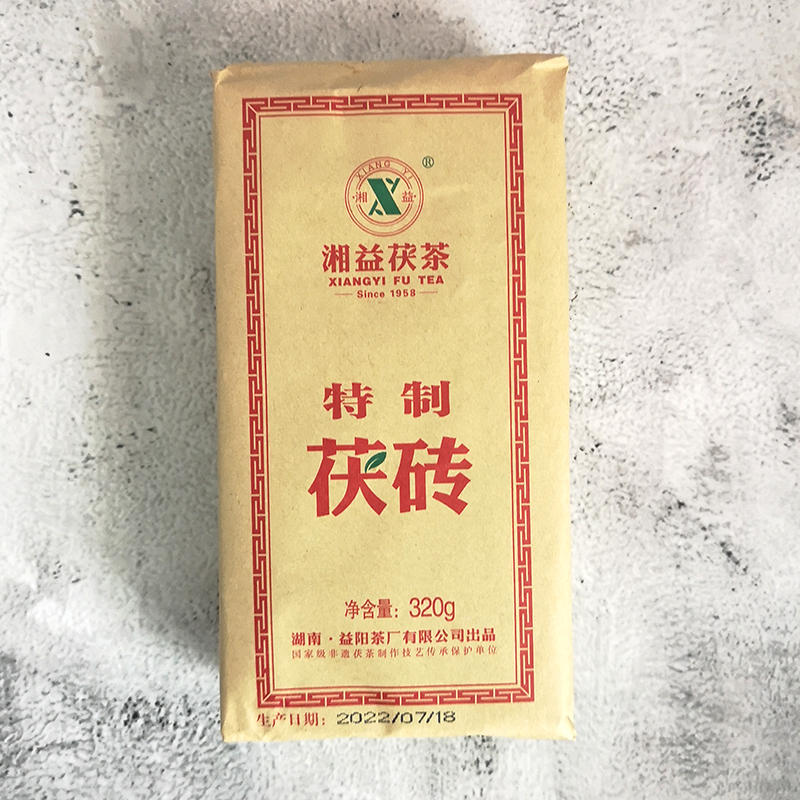 XIANG YI
®
·湘 X 益·
湘益茯茶
XIANGYI FU TEA
Since 1958
特制
茯砖
净含量：320g
湖南·益阳茶厂有限公司出品
国家级非遗茯茶制作技艺传承保护单位
生产日期：2022/07/18